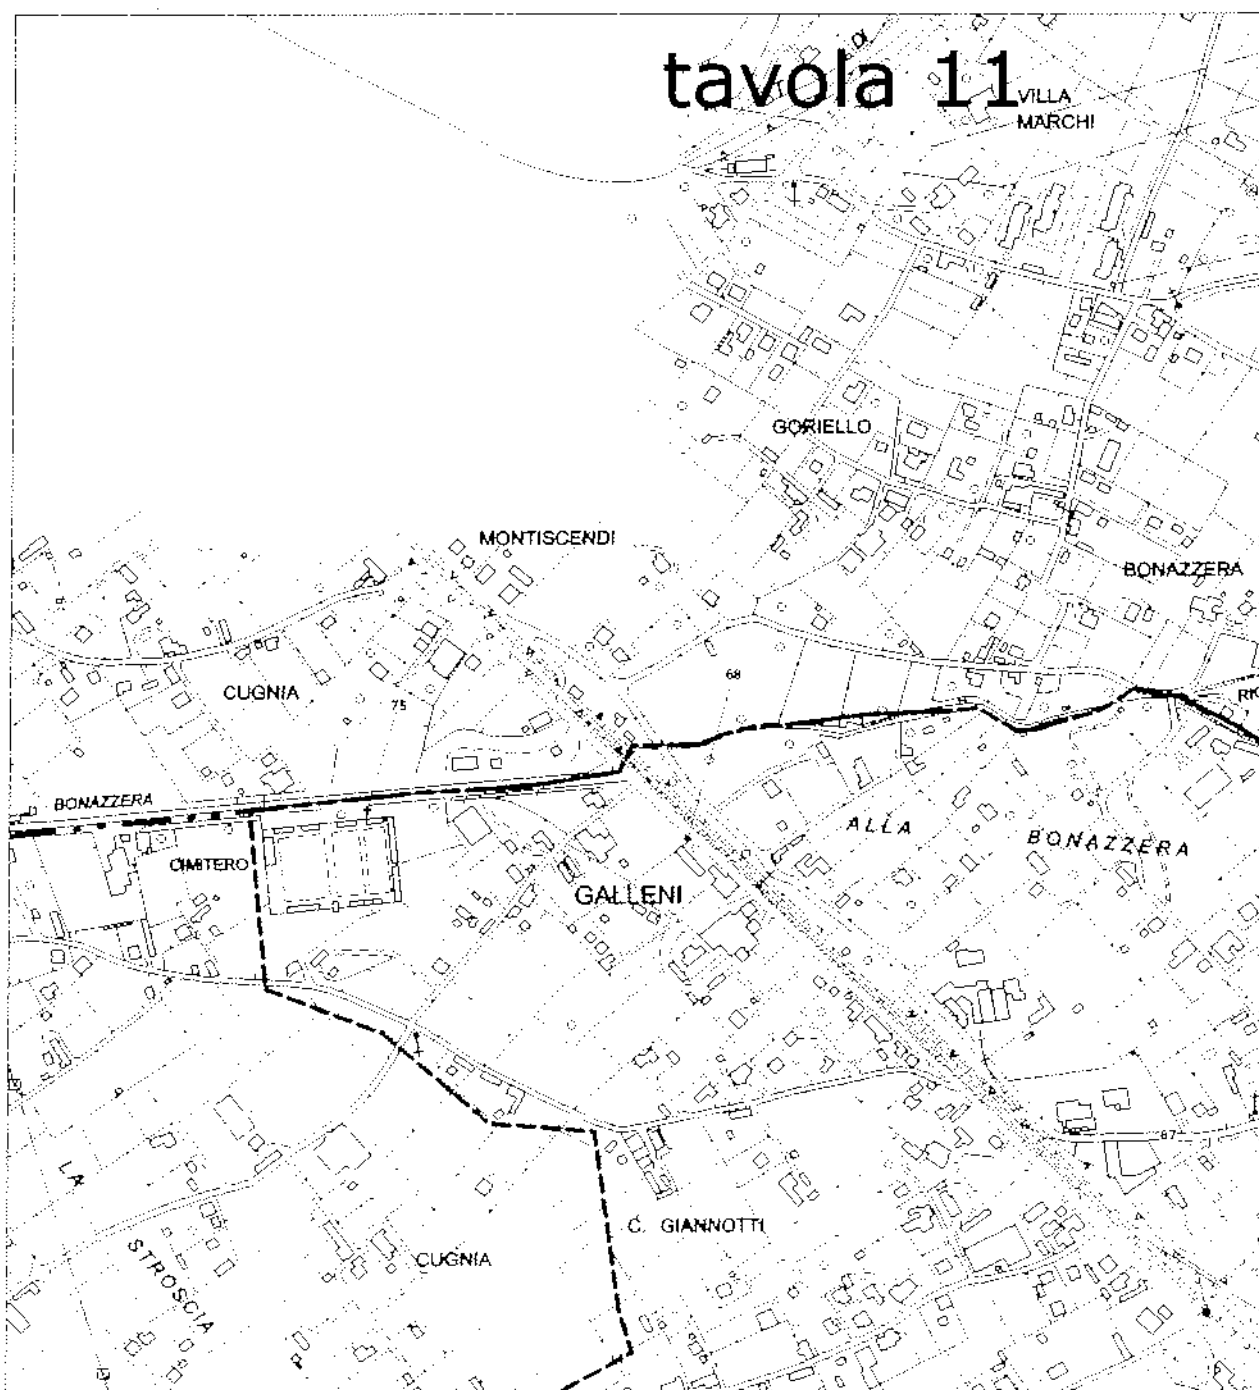 DI
tavola 11
VILLA
MARCHI
GORIELLO
MONTISCENDI
BONAZZERA
CUGNIA
68
75
BONAZZERA
ALLA
BONAZZERA
CIMITERO
GALLENI
67
LA
STROSCIA
C. GIANNOTTI
CUGNIA